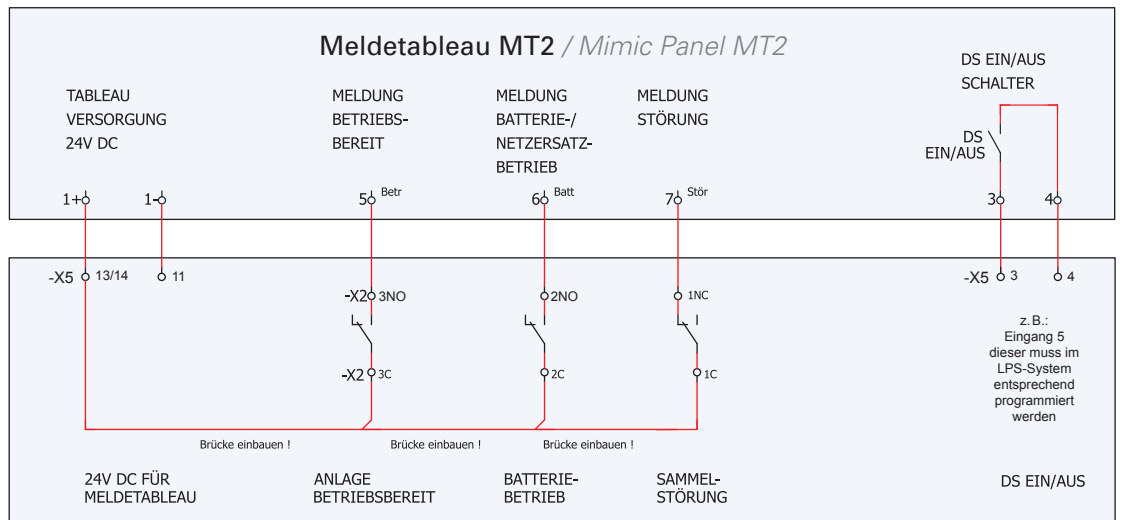 Meldetableau MT2 / Mimic Panel MT2
TABLEAU
VERSORGUNG
24V DC
MELDUNG
BETRIEBS-
BEREIT
MELDUNG
BATTERIE-/
NETZERSATZ-
BETRIEB
MELDUNG
STÖRUNG
DS EIN/AUS
SCHALTER
DS
EIN/AUS
1+
1-
5 Betr
6 Batt
7 Stör
3
4
-X5 13/14
11
-X2 3NO
2NO
1NC
-X5 3
4
-X2 3C
2C
1C
z. B.:
Eingang 5
dieser muss im
LPS-System
entsprechend
programmiert
werden
Brücke einbauen !
Brücke einbauen !
Brücke einbauen !
24V DC FÜR
MELDETABLEAU
ANLAGE
BETRIEBSBEREIT
BATTERIE-
BETRIEB
SAMMEL-
STÖRUNG
DS EIN/AUS